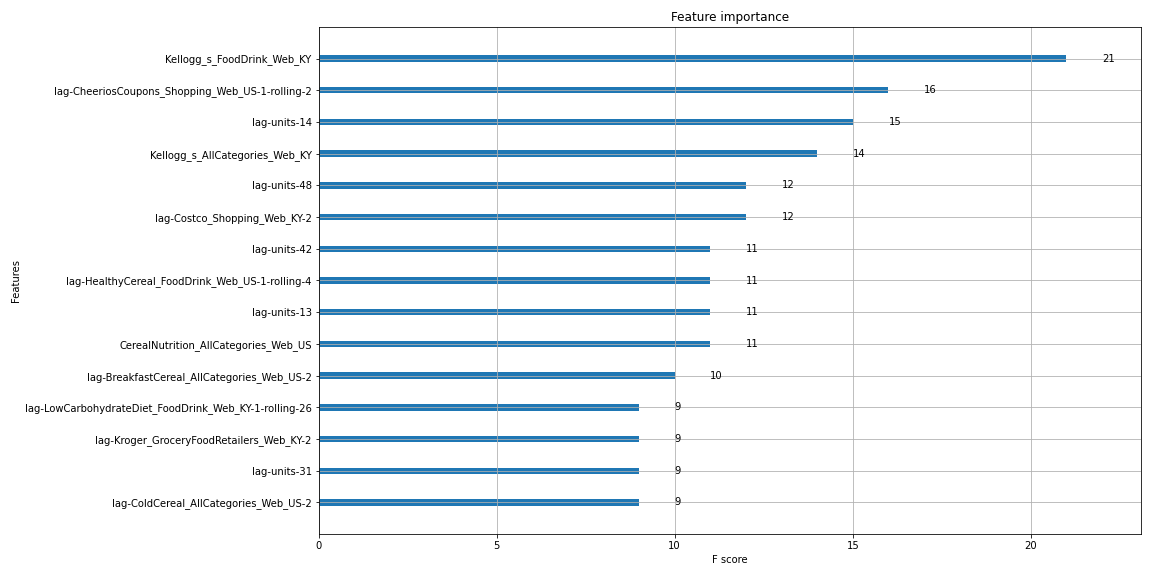 Feature importance
Features
Kellogg_s_FoodDrink_Web_KY 21
lag-CheeriosCoupons_Shopping_Web_US-1-rolling-2 16
lag-units-14 15
Kellogg_s_AllCategories_Web_KY 14
lag-units-48 12
lag-Costco_Shopping_Web_KY-2 12
lag-units-42 11
lag-HealthyCereal_FoodDrink_Web_US-1-rolling-4 11
lag-units-13 11
CerealNutrition_AllCategories_Web_US 11
lag-BreakfastCereal_AllCategories_Web_US-2 10
lag-LowCarbohydrateDiet_FoodDrink_Web_KY-1-rolling-26 9
lag-Kroger_GroceryFoodRetailers_Web_KY-2 9
lag-units-31 9
lag-ColdCereal_AllCategories_Web_US-2 9
0 5 10 15 20
F score